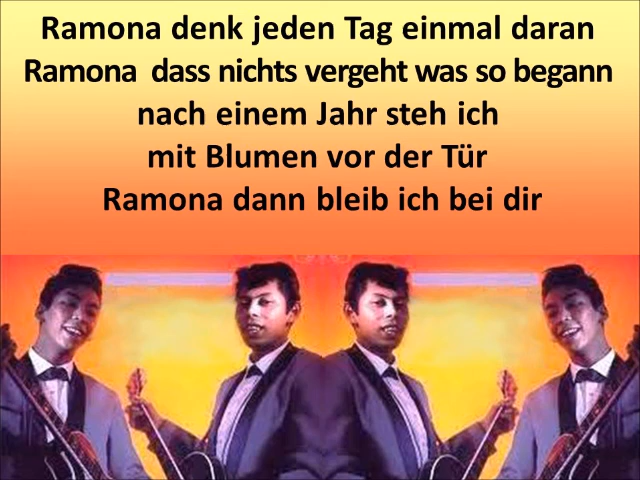 Ramona denk jeden Tag einmal daran
Ramona dass nichts vergeht was so begann
nach einem Jahr steh ich
mit Blumen vor der Tür
Ramona dann bleib ich bei dir